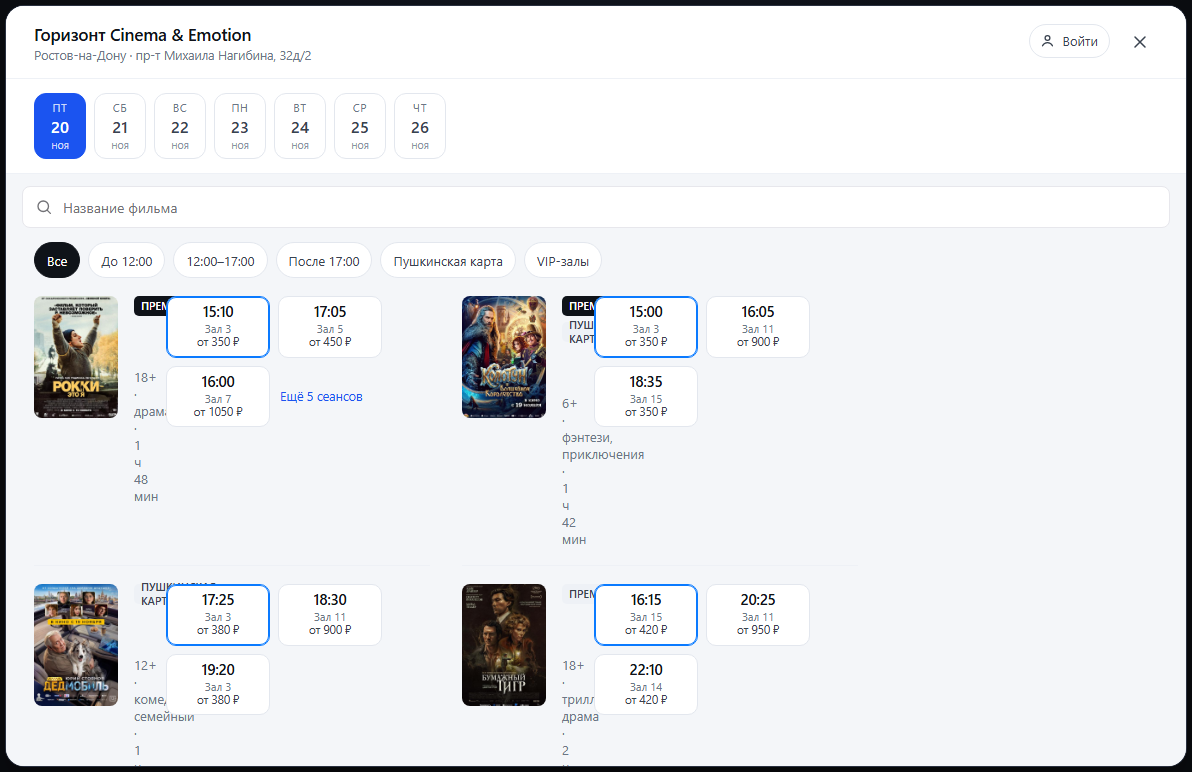 Горизонт Cinema & Emotion
Ростов-на-Дону · пр-т Михаила Нагибина, 32д/2
Войти
ПТ
20
ноя
СБ
21
ноя
ВС
22
ноя
ПН
23
ноя
ВТ
24
ноя
СР
25
ноя
ЧТ
26
ноя
Название фильма
Все
До 12:00
12:00–17:00
После 17:00
Пушкинская карта
VIP-залы
РОККИ
ЭТО Я
18+
·
1
ч
48
мин
15:10
Зал 3
от 350 ₽
17:05
Зал 5
от 450 ₽
16:00
Зал 7
от 1050 ₽
Ещё 5 сеансов
6+
·
фэнтези,
приключения
·
1
ч
42
мин
15:00
Зал 3
от 350 ₽
16:05
Зал 11
от 900 ₽
18:35
Зал 15
от 350 ₽
ДЕДМОБИЛЬ
12+
·
семейный
·
1
17:25
Зал 3
от 380 ₽
18:30
Зал 11
от 900 ₽
19:20
Зал 3
от 380 ₽
БУМАЖНЫЙ
ТИГР
18+
·
драма
·
2
16:15
Зал 15
от 420 ₽
20:25
Зал 11
от 950 ₽
22:10
Зал 14
от 420 ₽